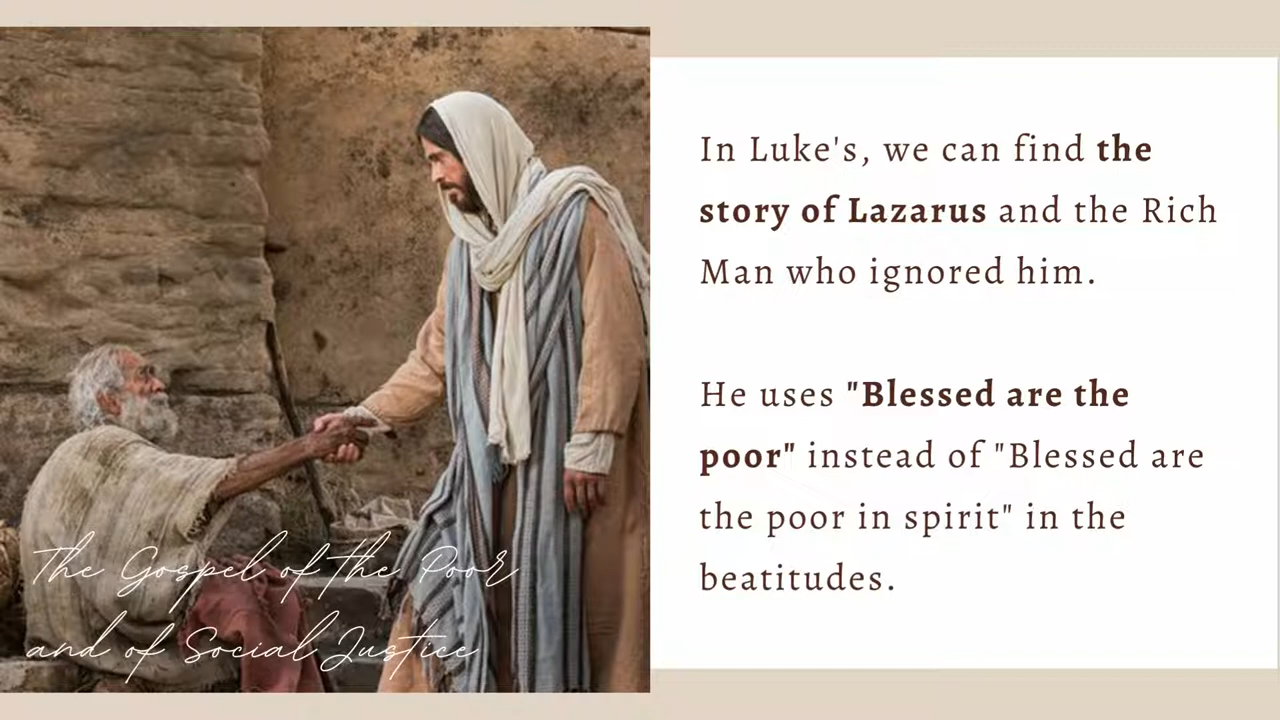 The Gospel of the Poor
and of Social Justice
In Luke's, we can find the
story of Lazarus and the Rich
Man who ignored him.
He uses "Blessed are the
poor" instead of "Blessed are
the poor in spirit" in the
beatitudes.